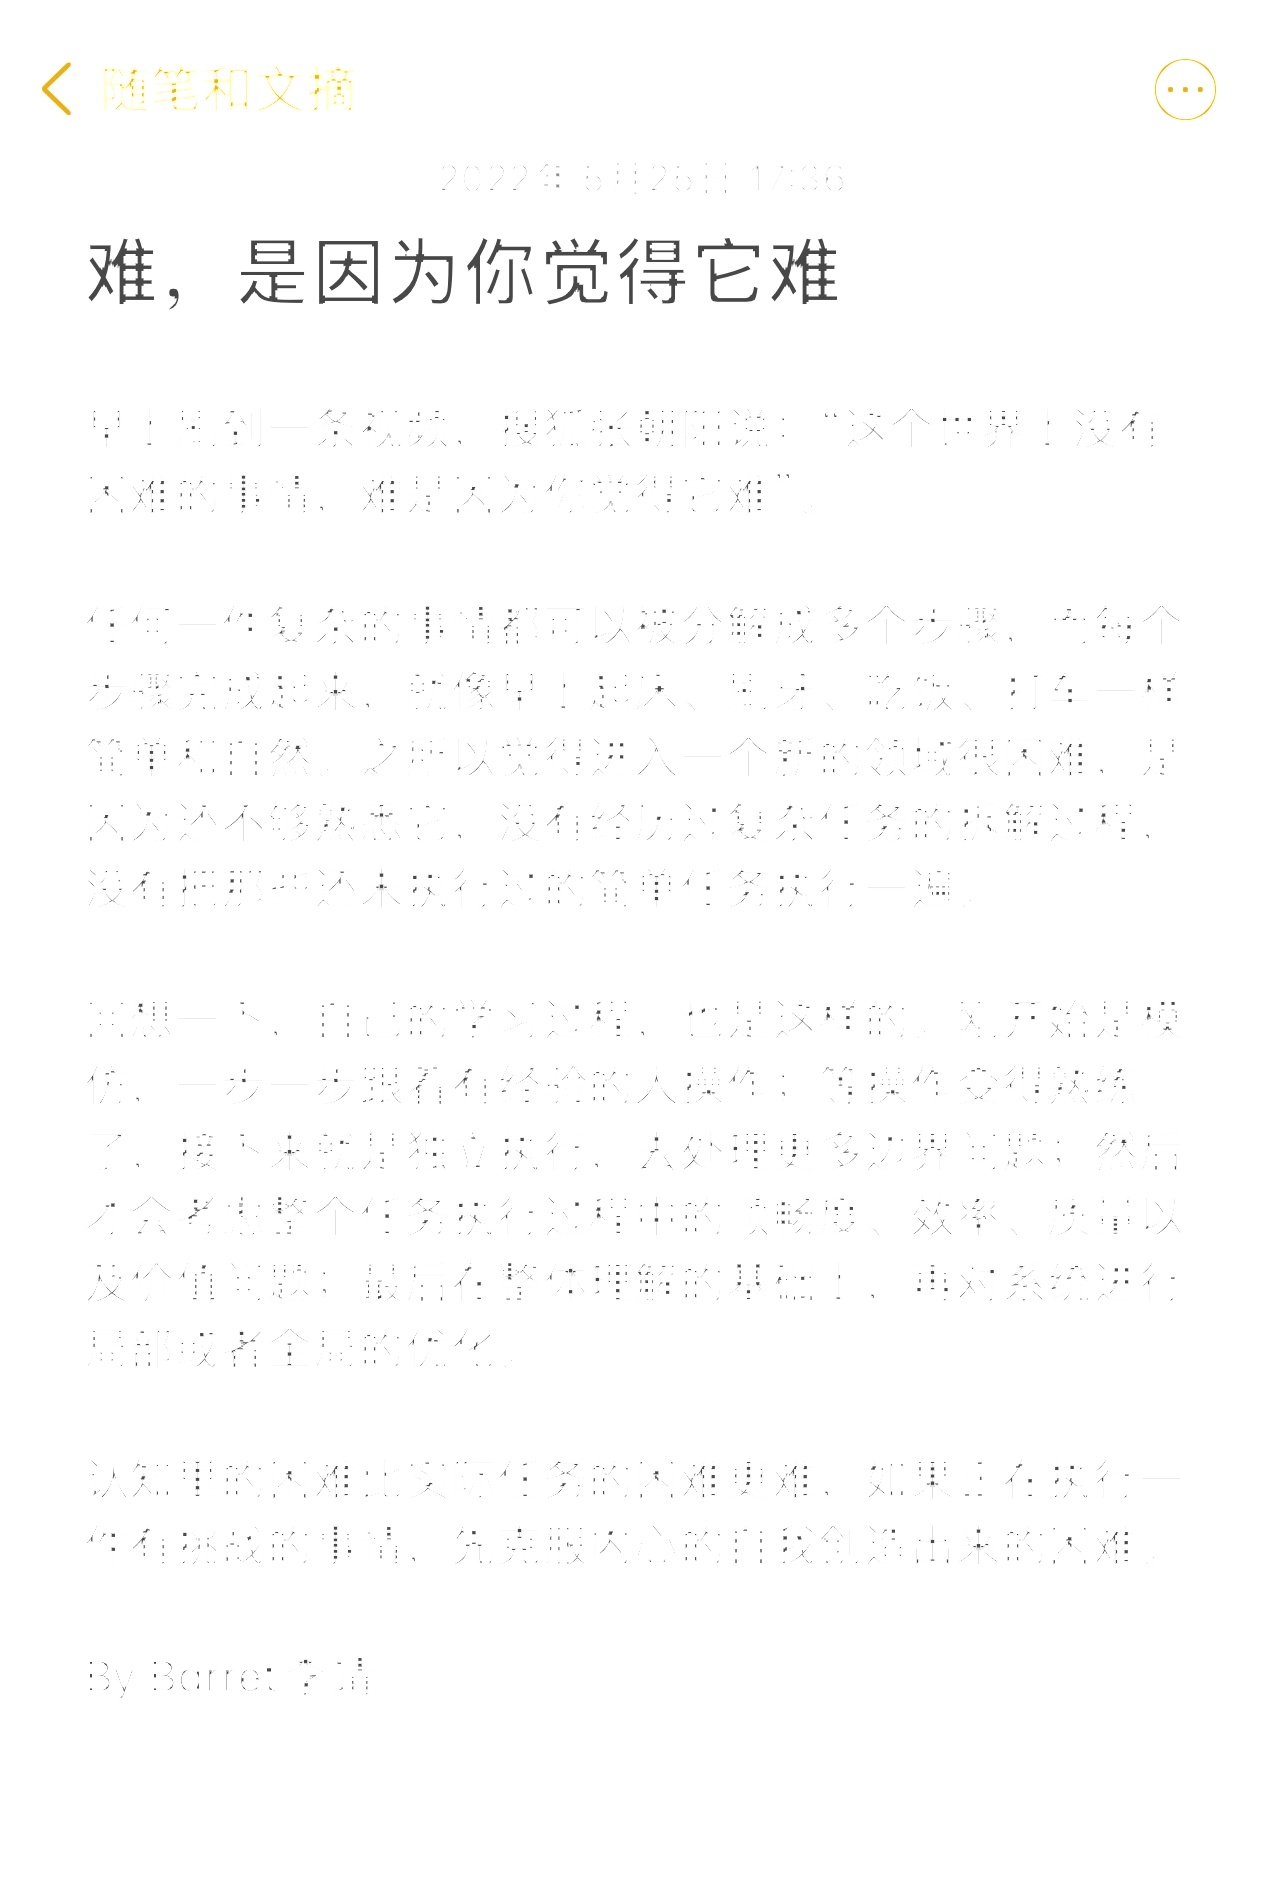 随笔和文摘
2022年 6月26日 17:36
难，是因为你觉得它难
早上刷到一条视频，搜狐张朝阳说：“这个世界上没有
困难的事情，难是因为你觉得它难”。
任何一件复杂的事情都可以被分解成多个步骤，当每个
步骤完成起来，就像早上起床、刷牙、吃饭、打车一样
简单和自然。之所以觉得进入一个新的领域很困难，是
因为还不够熟悉它，没有经历过复杂任务的拆解过程，
没有把那些还未执行过的简单任务执行一遍。
回想一下，自己的学习过程，也是这样的。刚开始是模
仿，一步一步跟着有经验的人操作；等操作变得熟练
了，接下来就是独立执行，去处理更多边界问题；然后
才会考虑整个任务执行过程中的顺畅度、效率、质量以
及价值问题；最后在整体理解的基础上，再对系统进行
局部或者全局的优化。
认知里的困难比实际任务的困难更难，如果正在执行一
件有挑战的事情，先克服内心的自我创造出来的困难。
By Barret 李靖